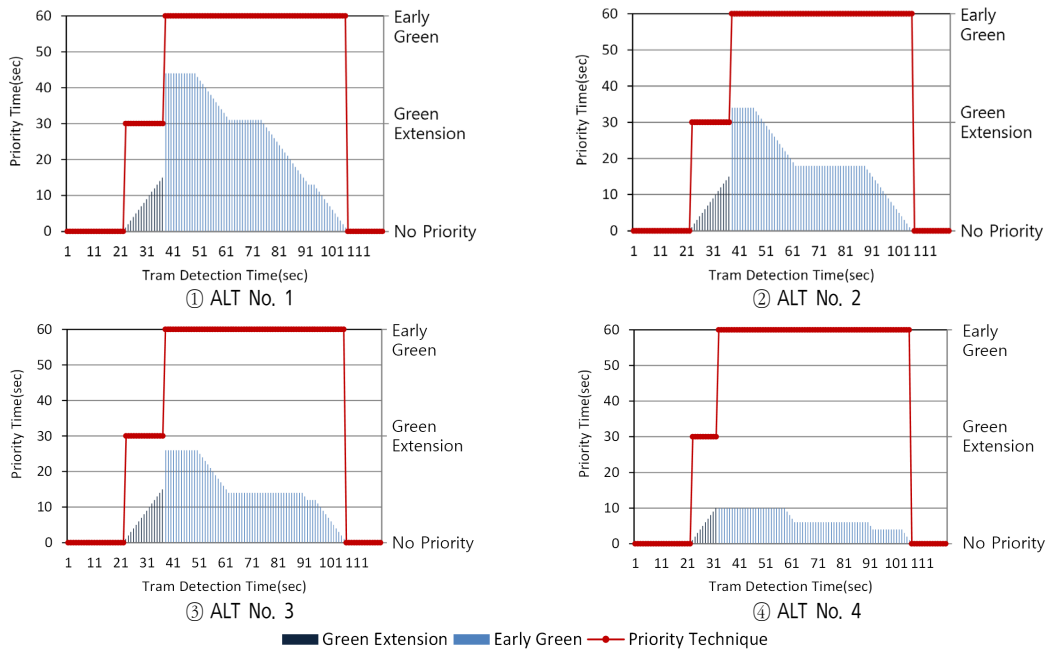 60
50
40
30
20
10
0
Priority Time(sec)
Early
Green
Green
Extension
No Priority
1 11 21 31 41 51 61 71 81 91 101 111
Tram Detection Time(sec)
① ALT No. 1
60
50
40
30
20
10
0
Priority Time(sec)
Early
Green
Green
Extension
No Priority
1 11 21 31 41 51 61 71 81 91 101 111
Tram Detection Time(sec)
② ALT No. 2
60
50
40
30
20
10
0
Priority Time(sec)
Early
Green
Green
Extension
No Priority
1 11 21 31 41 51 61 71 81 91 101 111
Tram Detection Time(sec)
③ ALT No. 3
60
50
40
30
20
10
0
Priority Time(sec)
Early
Green
Green
Extension
No Priority
1 11 21 31 41 51 61 71 81 91 101 111
Tram Detection Time(sec)
④ ALT No. 4
Green Extension Early Green Priority Technique